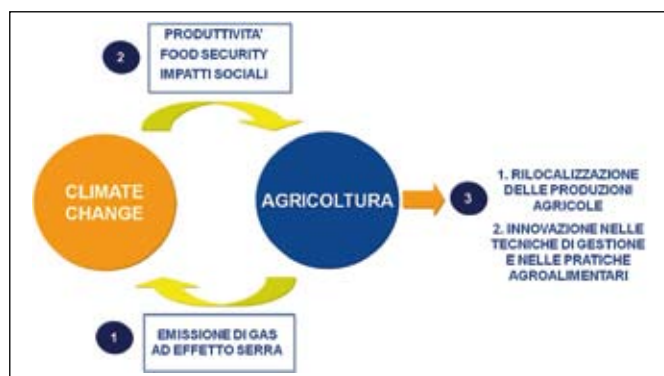 2
PRODUTTIVITA'
FOOD SECURITY
IMPATTI SOCIALI
CLIMATE
CHANGE
AGRICOLTURA
3
1. RILOCALIZZAZIONE
DELLE PRODUZIONI
AGRICOLE
2. INNOVAZIONE NELLE
TECNICHE DI GESTIONE
E NELLE PRATICHE
AGROALIMENTARI
1
EMISSIONE DI GAS
AD EFFETTO SERRA